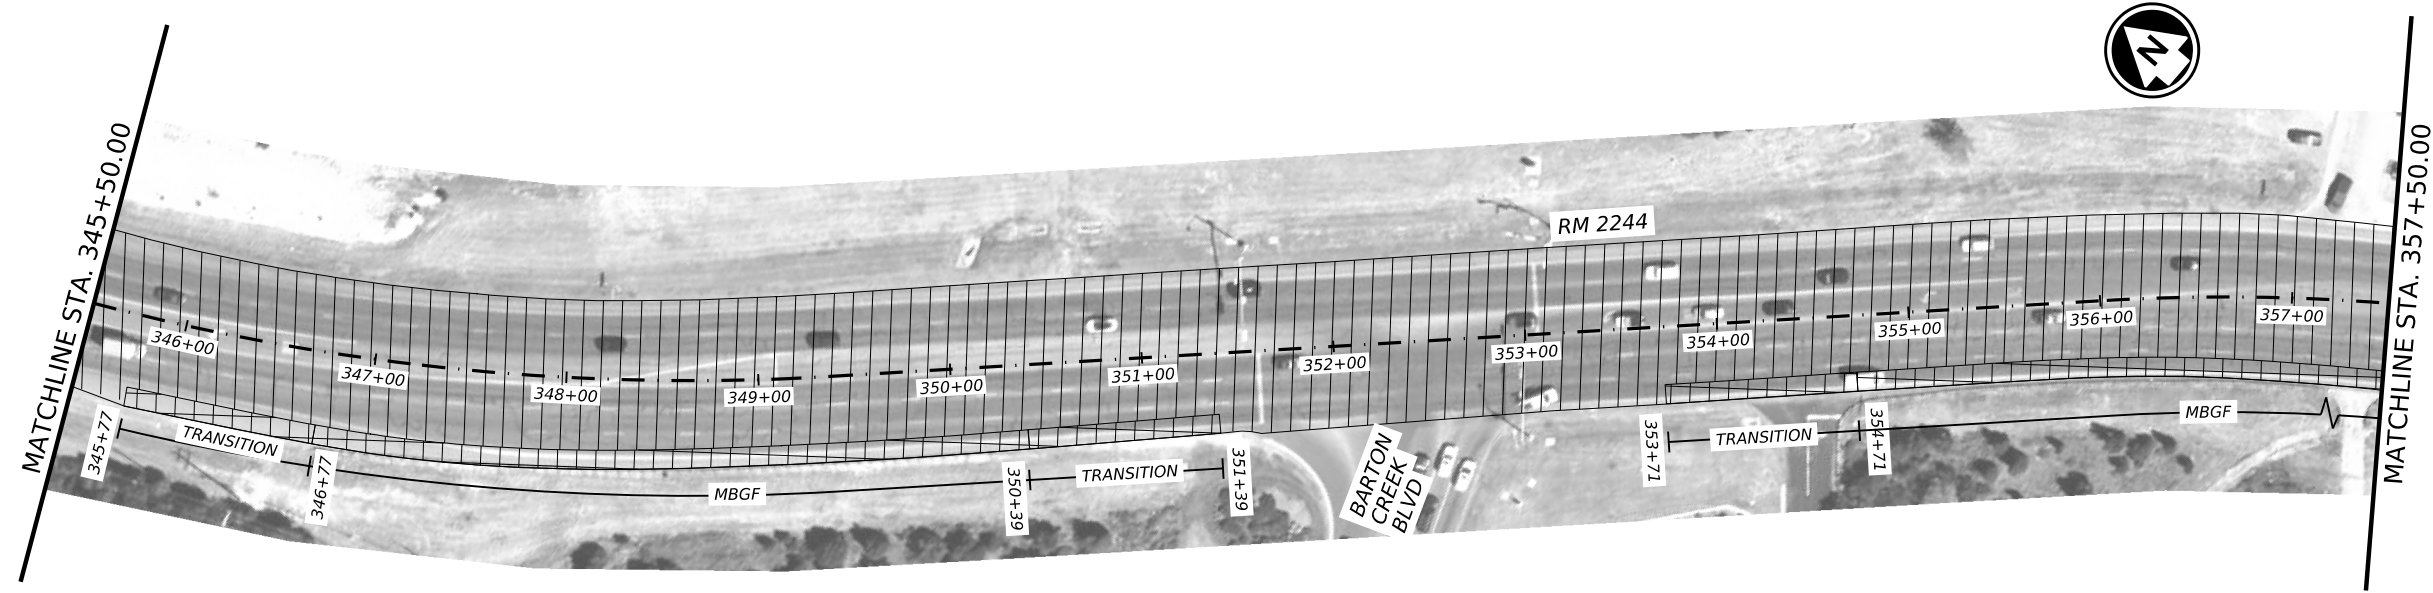 MATCHLINE STA. 345+50.00
N
RM 2244
346+00
347+00
348+00
349+00
350+00
351+00
352+00
353+00
354+00
355+00
356+00
357+00
345+77
TRANSITION
346+77
MBGF
350+39
TRANSITION
351+39
BARTON
CREEK
BLVD
353+71
TRANSITION
354+71
MBGF
MATCHLINE STA. 357+50.00